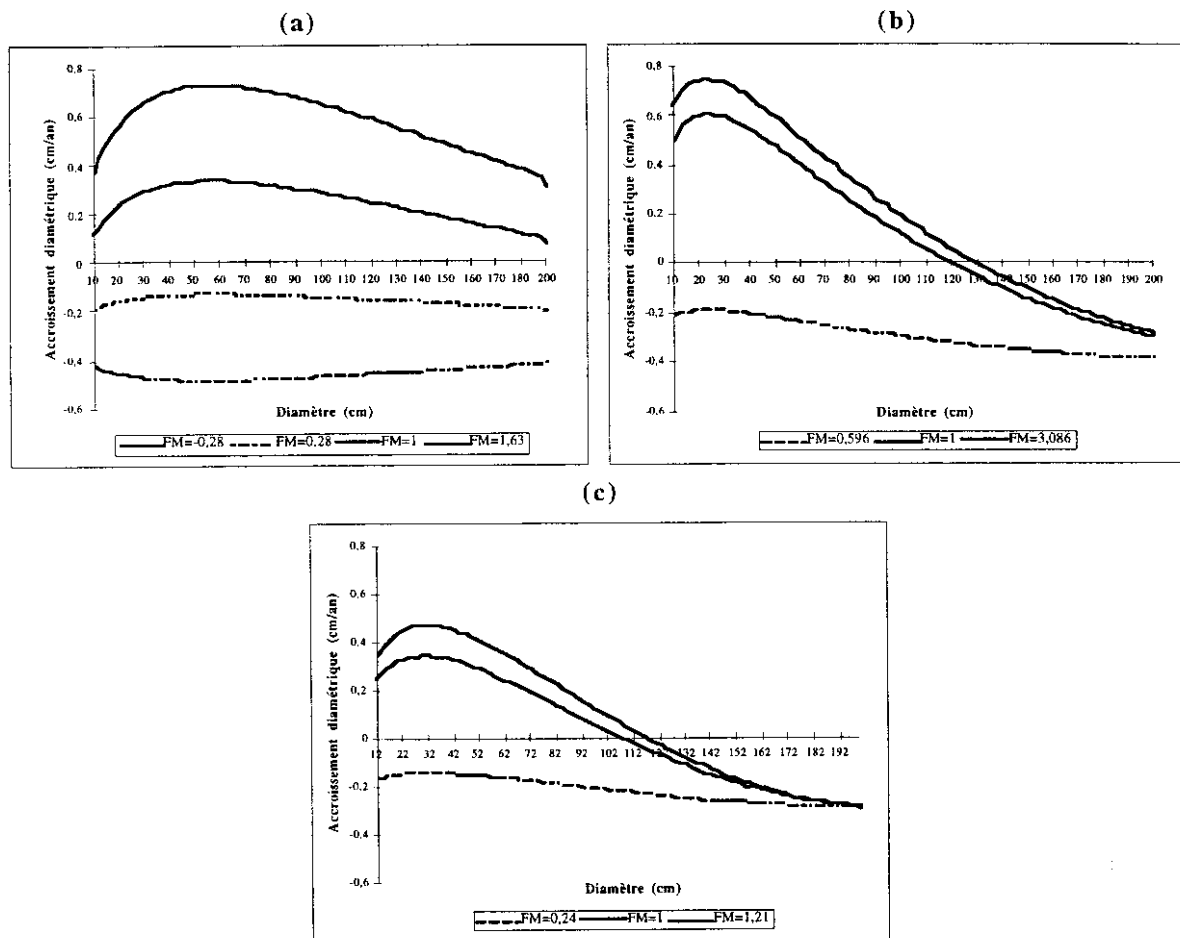 (a)
(b)
0,8
0,6
0,4
0,2
0
-0,2
-0,4
-0,6
Accroissement diamétrique (cm/an)
10 20 30 40 50 60 70 80 90 100 110 120 130 140 150 160 170 180 190 200
Diamètre (cm)
FM=-0,28 FM=0,28 FM=1 FM=1,63
0,8
0,6
0,4
0,2
0
-0,2
-0,4
-0,6
Accroissement diamétrique (cm/an)
10 20 30 40 50 60 70 80 90 100 110 120 130 140 150 160 170 180 190 200
Diamètre (cm)
FM=0,596 FM=1 FM=3,086
(c)
0,8
0,6
0,4
0,2
0
-0,2
-0,4
-0,6
Accroissement diamétrique (cm/an)
12 22 32 42 52 62 72 82 92 102 112 132 142 152 162 172 182 192
Diamètre (cm)
FM=0,24 FM=1 FM=1,21